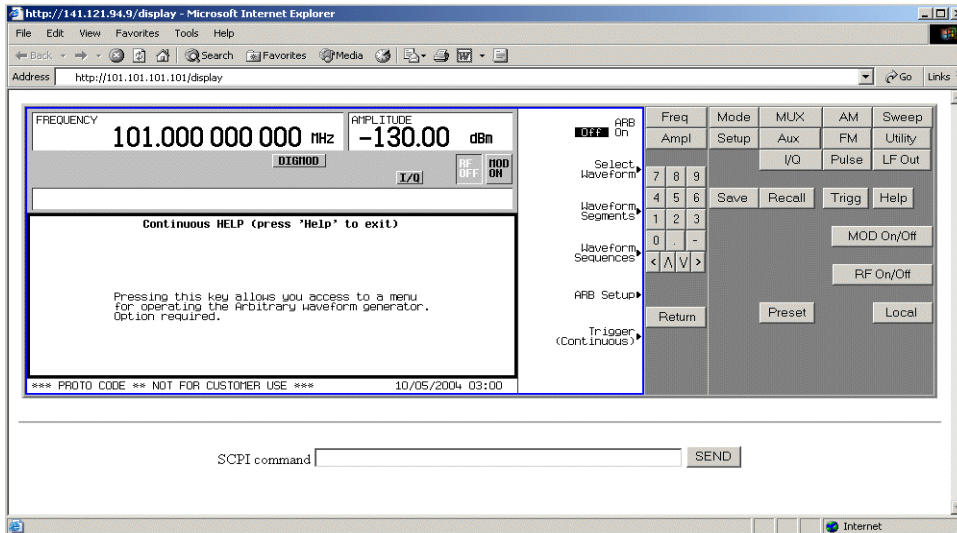 http://141.121.94.9/display - Microsoft Internet Explorer
File Edit View Favorites Tools Help
Back Search Favorites Media
Address http://101.101.101.101/display Go Links
FREQUENCY
101.000 000 000 MHz
AMPLITUDE
-130.00 dBm
DIGMOD
I/Q
RF OFF
MOD ON
Continuous HELP (press 'Help' to exit)
Pressing this key allows you access to a menu
for operating the Arbitrary waveform generator.
Option required.
*** PROTO CODE ** NOT FOR CUSTOMER USE *** 10/05/2004 03:00
ARB
Off On
Select
Waveform
Waveform
Segments
Waveform
Sequences
ARB Setup
Trigger
(Continuous)
Freq Mode MUX AM Sweep
Ampl Setup Aux FM Utility
I/Q Pulse LF Out
7 8 9
4 5 6 Save Recall Trigg Help
1 2 3
0 . - MOD On/Off
< ⋀ ⋁ >
RF On/Off
Return Preset Local
SCPI command SEND
Internet